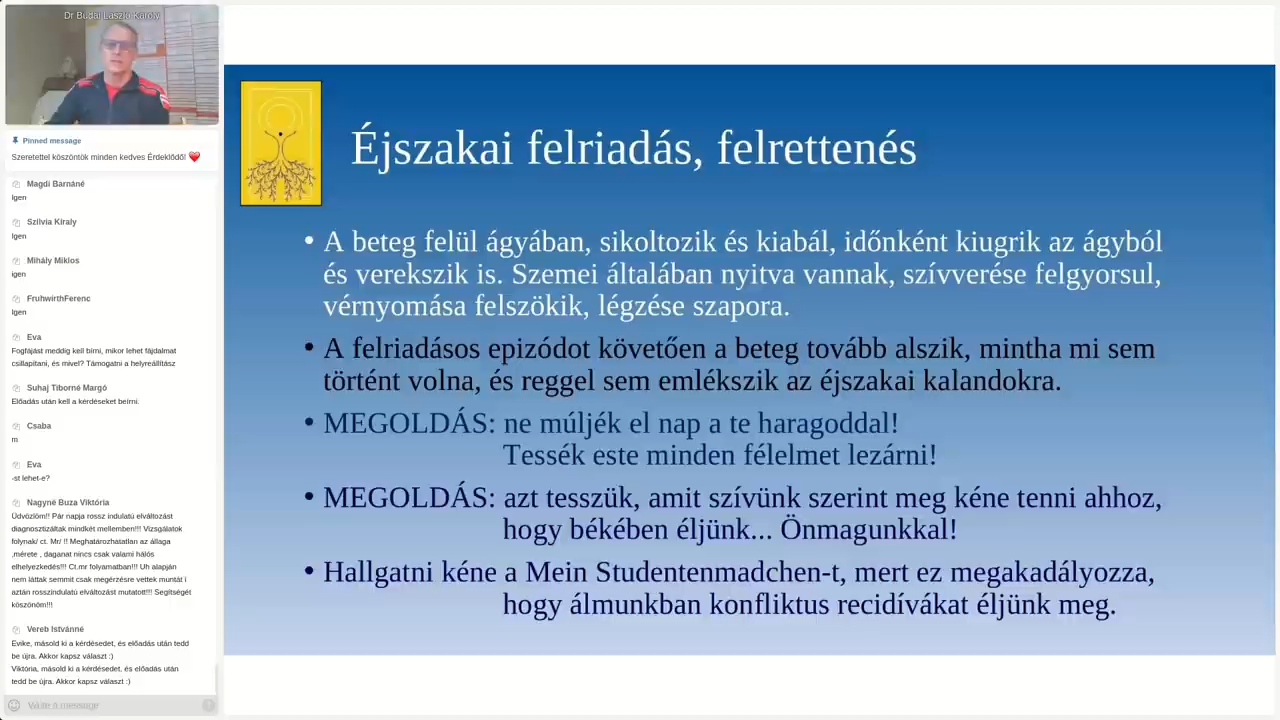 Dr Budai László Károly
Pinned message
Szeretettel köszöntök minden kedves Érdeklődő! ❤️
Magdi Barnáné
Igen
Szilvia Király
Igen
Mihály Miklos
igen
FruhwirthFerenc
Igen
Eva
Fogfájást meddig kell bírni, mikor lehet fájdalmat
csillapítani, és mivel? Támogatni a helyreállítász
Suhaj Tiborné Margó
Előadás után kell a kérdéseket beírni.
Csaba
m
Eva
-st lehet-e?
Nagyné Buza Viktória
Üdvözlöm!! Pár napja rossz indulatú elváltozást
diagnosztizáltak mindkét mellemben!!! Vizsgálatok
folynak/ ct. Mr/ !! Meghatározhatatlan az állaga
,mérete , daganat nincs csak valami hálós
elhelyezkedés!!! Ct.mr folyamatban!!! Uh alapján
nem láttak semmit csak megérzésre vettek muntát í
aztán rosszindulatú elváltozást mutatott!!! Segítségét
köszönöm!!!
Vereb Istvánné
Evike, másold ki a kérdésedet, és előadás után tedd
be újra. Akkor kapsz választ :)
Viktória, másold ki a kérdésedet, és előadás után
tedd be újra. Akkor kapsz választ :)
Write a message
Éjszakai felriadás, felrettenés
• A beteg felül ágyában, sikoltozik és kiabál, időnként kiugrik az ágyból
és verekszik is. Szemei általában nyitva vannak, szívverése felgyorsul,
vérnyomása felszökik, légzése szapora.
• A felriadásos epizódot követően a beteg tovább alszik, mintha mi sem
történt volna, és reggel sem emlékszik az éjszakai kalandokra.
• MEGOLDÁS: ne múljék el nap a te haragoddal!
Tessék este minden félelmet lezárni!
• MEGOLDÁS: azt tesszük, amit szívünk szerint meg kéne tenni ahhoz,
hogy békében éljünk... Önmagunkkal!
• Hallgatni kéne a Mein Studentenmadchen-t, mert ez megakadályozza,
hogy álmunkban konfliktus recidívákat éljünk meg.